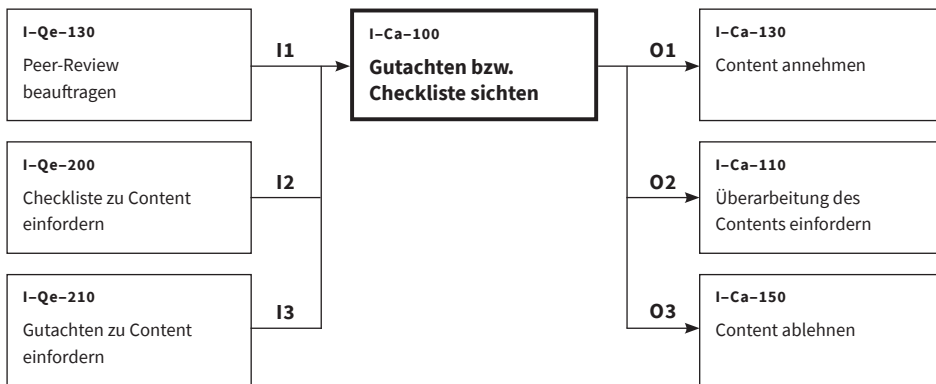 I–Qe–130
Peer-Review
beauftragen
I1
I–Ca–100
Gutachten bzw.
Checkliste sichten
O1
I–Ca–130
Content annehmen
I–Qe–200
Checkliste zu Content
einfordern
I2
O2
I–Ca–110
Überarbeitung des
Contents einfordern
I–Qe–210
Gutachten zu Content
einfordern
I3
O3
I–Ca–150
Content ablehnen